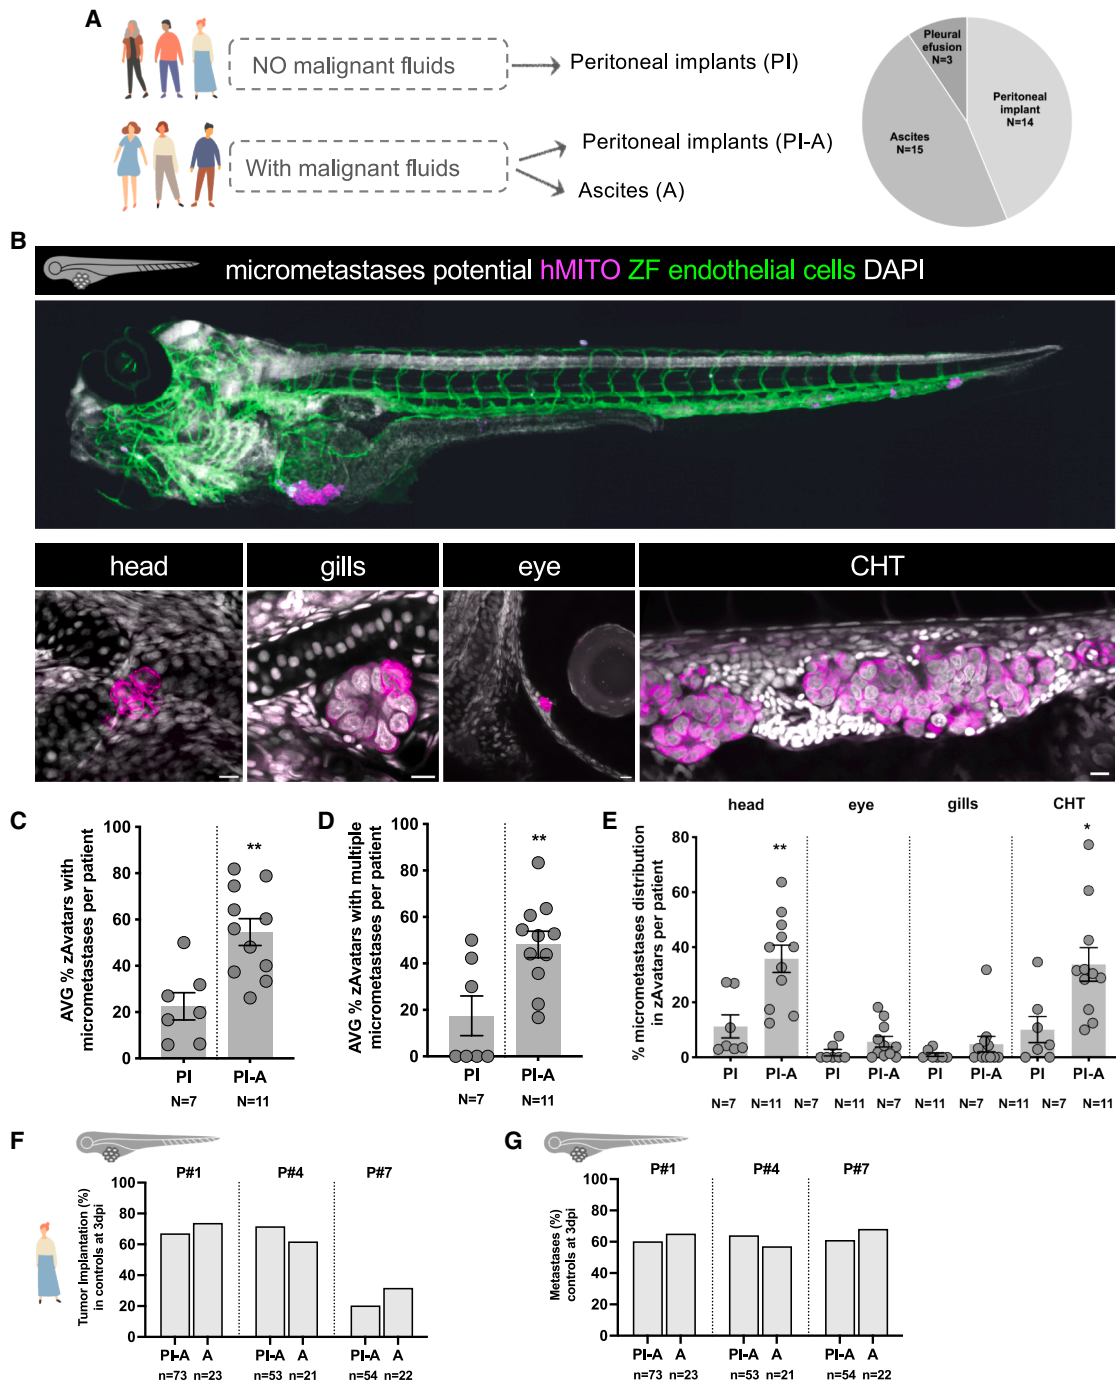 A
NO malignant fluids
Peritoneal implants (PI)
With malignant fluids
Peritoneal implants (PI-A)
Ascites (A)
Pleural
efusion
N=3
Peritoneal
implant
N=14
Ascites
N=15
B
micrometastases potential hMITO ZF endothelial cells DAPI
head
gills
eye
CHT
C
AVG % zAvatars with
micrometastases per patient
100
80
60
40
20
0
**
PI
PI-A
N=7
N=11
D
AVG % zAvatars with multiple
micrometastases per patient
100
80
60
40
20
0
**
PI
PI-A
N=7
N=11
E
% micrometastases distribution
in zAvatars per patient
head
eye
gills
CHT
80
60
40
20
0
**
*
PI
PI-A
PI
PI-A
PI
PI-A
PI
PI-A
N=7
N=11
N=7
N=11
N=7
N=11
N=7
N=11
N=7
N=11
F
Tumor Implantation (%)
in controls at 3dpi
P#1
P#4
P#7
100
80
60
40
20
0
PI-A
A
PI-A
A
PI-A
A
n=73
n=23
n=53
n=21
n=54
n=22
G
Metastases (%)
controls at 3dpi
P#1
P#4
P#7
100
80
60
40
20
0
PI-A
A
PI-A
A
PI-A
A
n=73
n=23
n=53
n=21
n=54
n=22